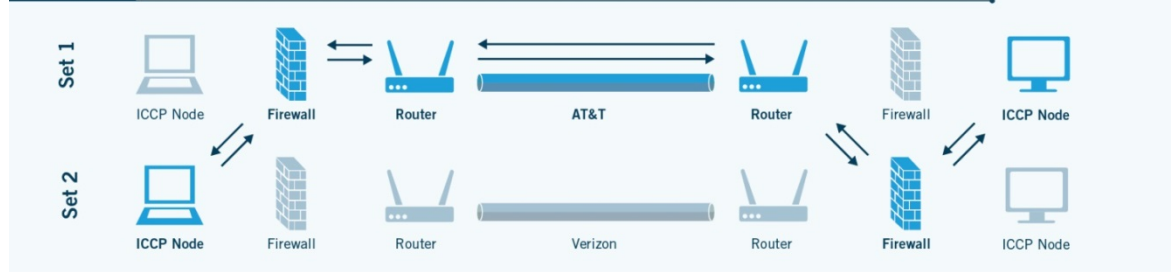 Set 1
ICCP Node
Firewall
Router
AT&T
Router
Firewall
ICCP Node
Set 2
ICCP Node
Firewall
Router
Verizon
Router
Firewall
ICCP Node